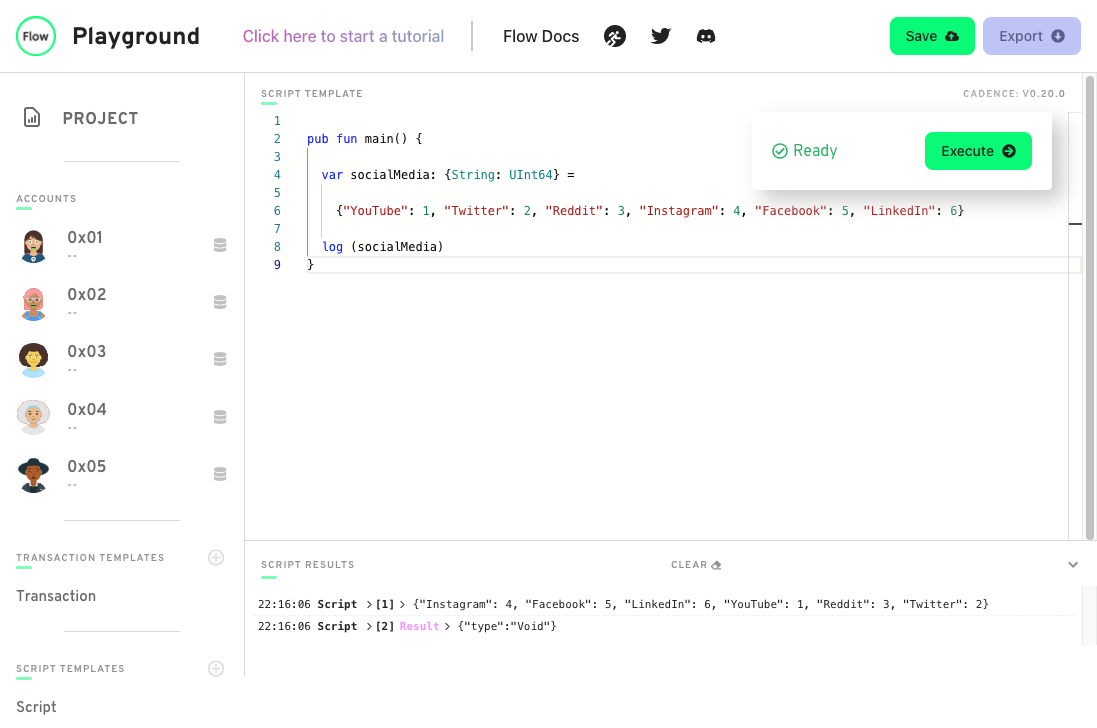 Flow
Playground
Click here to start a tutorial
Flow Docs
Save
Export
PROJECT
ACCOUNTS
0x01
--
0x02
--
0x03
--
0x04
--
0x05
--
TRANSACTION TEMPLATES
Transaction
SCRIPT TEMPLATES
Script
SCRIPT TEMPLATE
CADENCE: V0.20.0
Ready
Execute
1
2 pub fun main() {
3
4 var socialMedia: {String: UInt64} =
5
6 {"YouTube": 1, "Twitter": 2, "Reddit": 3, "Instagram": 4, "Facebook": 5, "LinkedIn": 6}
7
8 log (socialMedia)
9 }
SCRIPT RESULTS
CLEAR
22:16:06 Script >[1] > {"Instagram": 4, "Facebook": 5, "LinkedIn": 6, "YouTube": 1, "Reddit": 3, "Twitter": 2}
22:16:06 Script >[2] Result > {"type":"Void"}